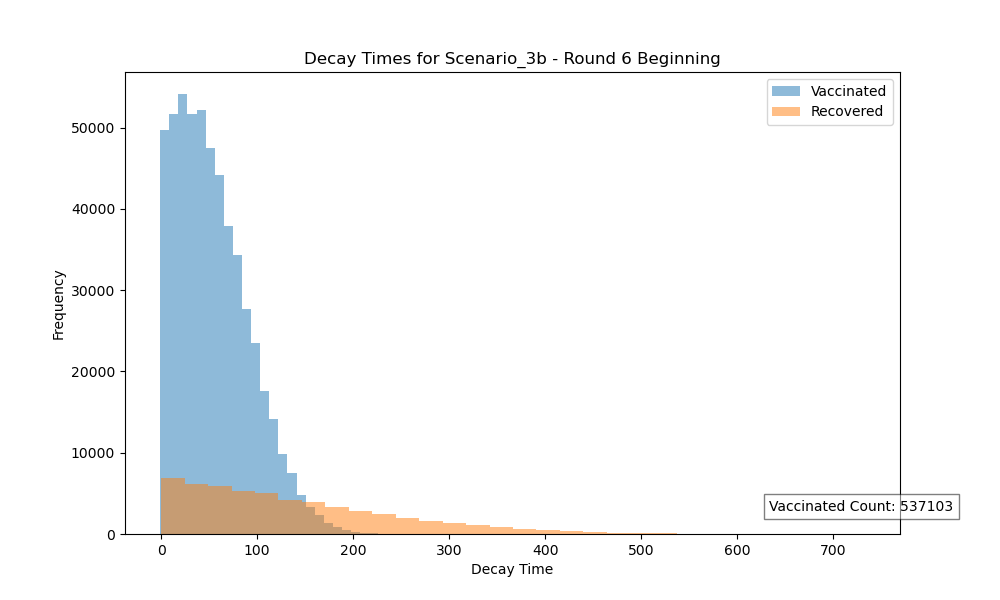 Decay Times for Scenario_3b - Round 6 Beginning
Vaccinated
Recovered
50000
40000
30000
20000
10000
0
Frequency
Vaccinated Count: 537103
0 100 200 300 400 500 600 700
Decay Time